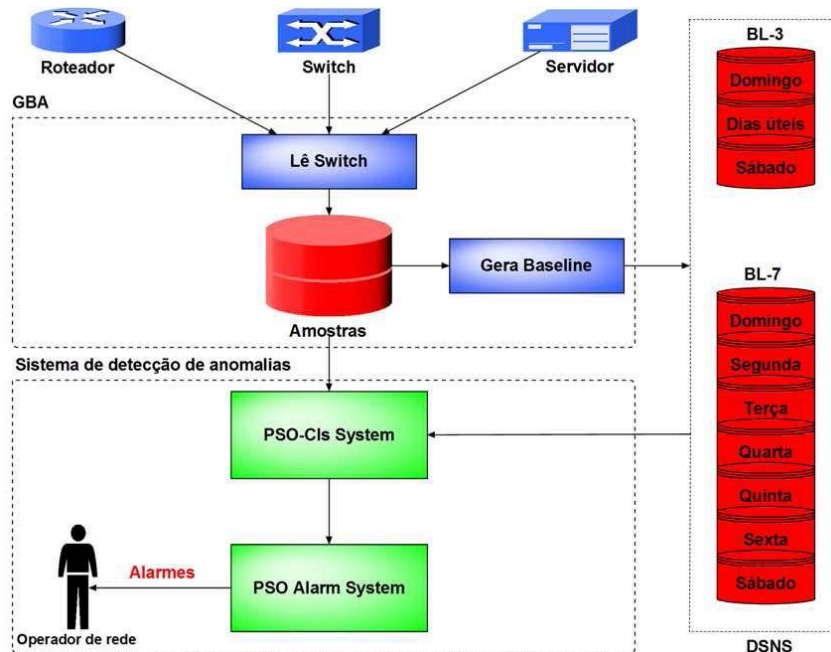 Roteador
Switch
Servidor
GBA
Lê Switch
Gera Baseline
Amostras
Sistema de detecção de anomalias
PSO-Cls System
PSO Alarm System
Alarmes
Operador de rede
BL-3
Domingo
Dias úteis
Sábado
BL-7
Domingo
Segunda
Terça
Quarta
Quinta
Sexta
Sábado
DSNS